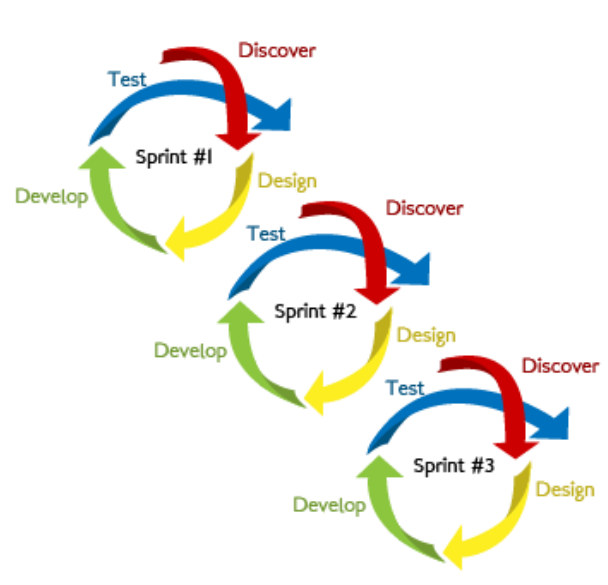 Discover
Test
Sprint #1
Design
Develop
Discover
Test
Sprint #2
Design
Develop
Discover
Test
Sprint #3
Design
Develop